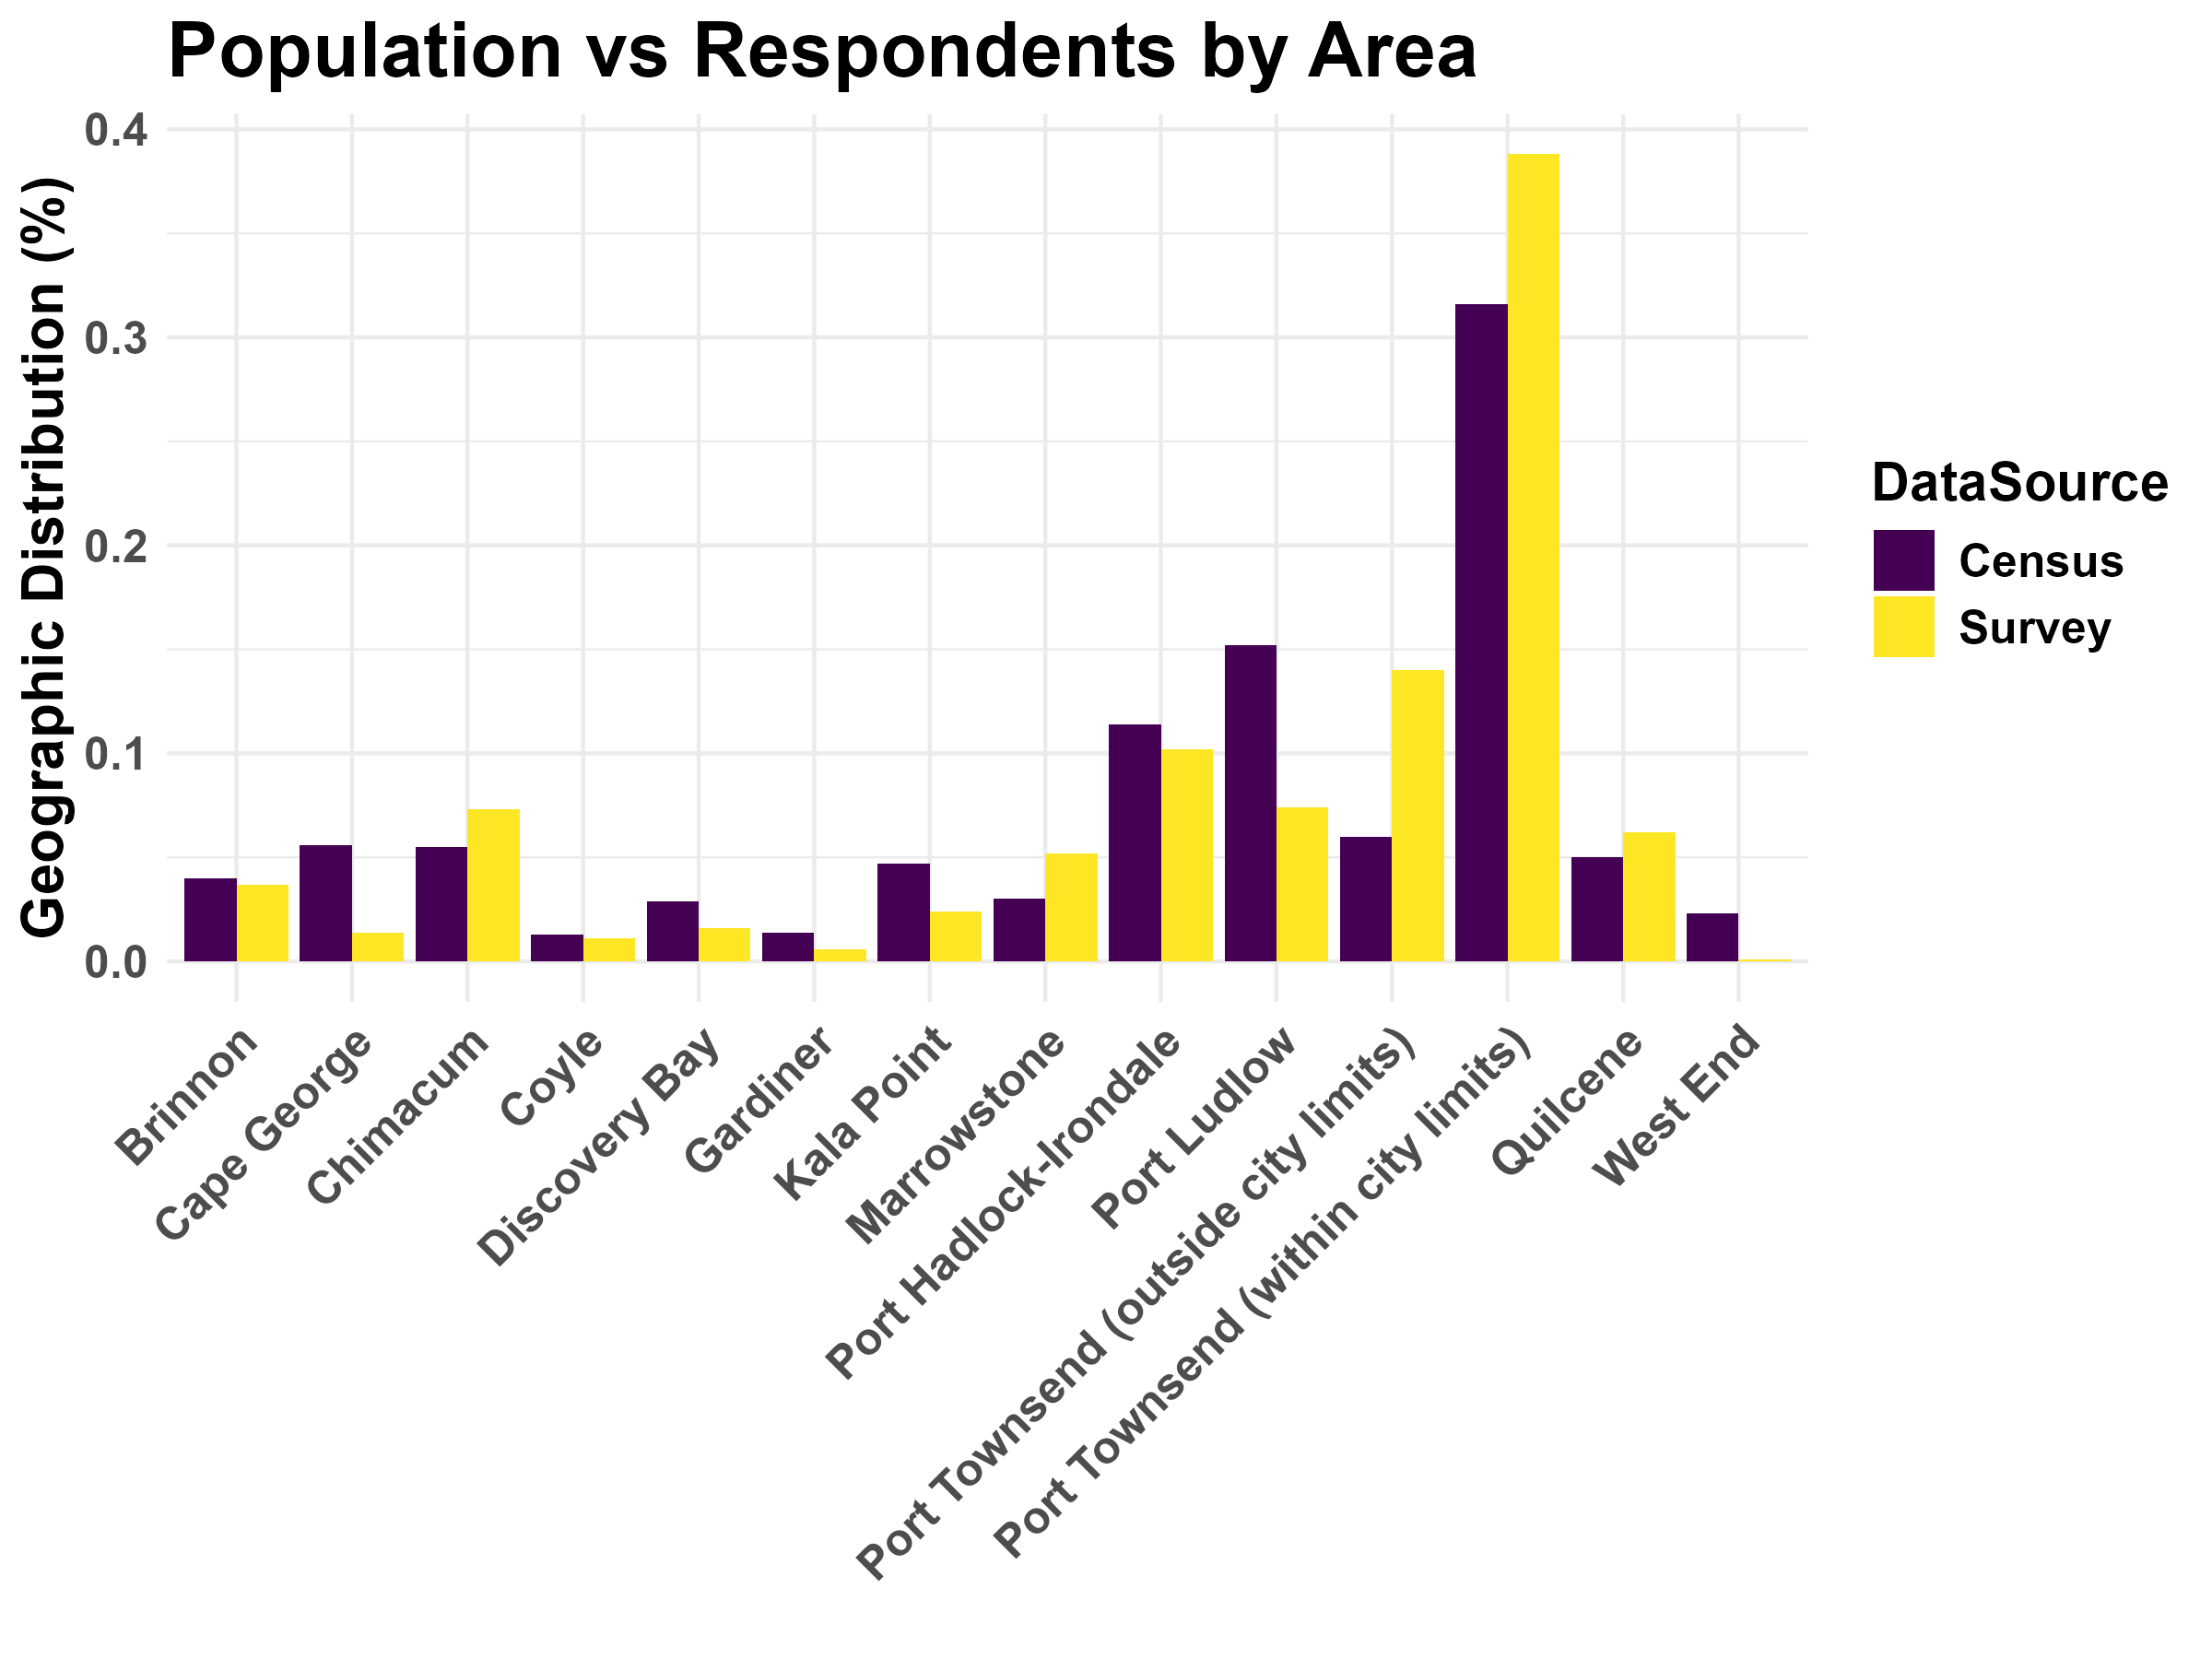 Population vs Respondents by Area
Geographic Distribution (%)
0.4
0.3
0.2
0.1
0.0
Brinnon
Cape George
Chimacum
Coyle
Discovery Bay
Gardiner
Kala Point
Marrowstone
Port Hadlock-Irondale
Port Ludlow
Port Townsend (outside city limits)
Port Townsend (within city limits)
Quilcene
West End
DataSource
Census
Survey